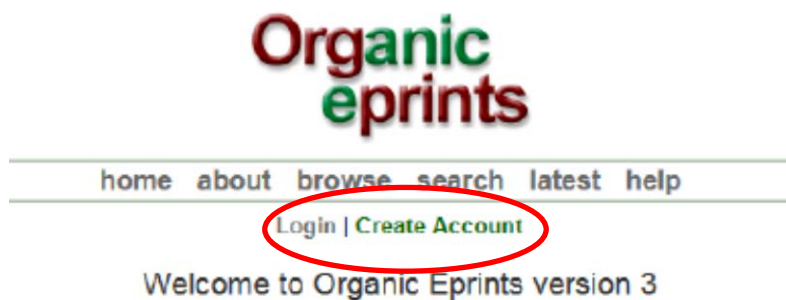 Organic
eprints
home about browse search latest help
Login | Create Account
Welcome to Organic Eprints version 3